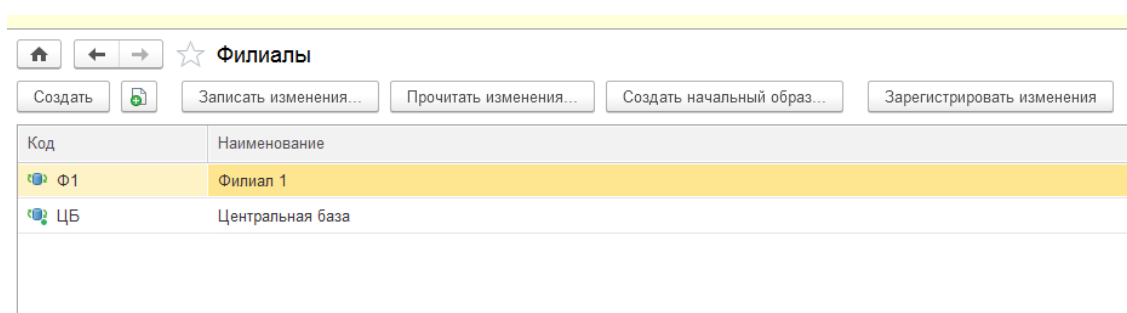 Филиалы
Создать Записать изменения... Прочитать изменения... Создать начальный образ... Зарегистрировать изменения
Код Наименование
Ф1 Филиал 1
ЦБ Центральная база